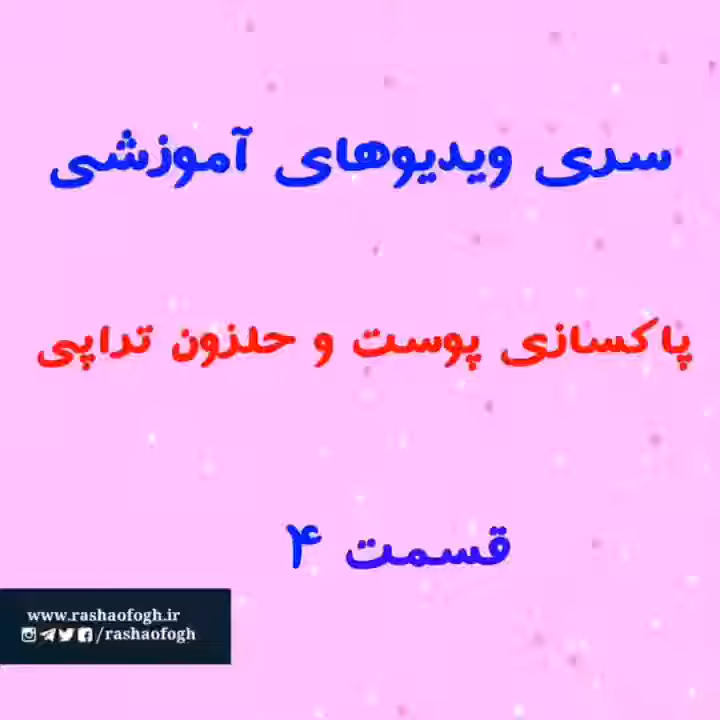 سری ویدیوهای آموزشی
پاکسازی پوست و حلزون تراپی
قسمت ۴
www.rashaofogh.ir
/rashaofogh